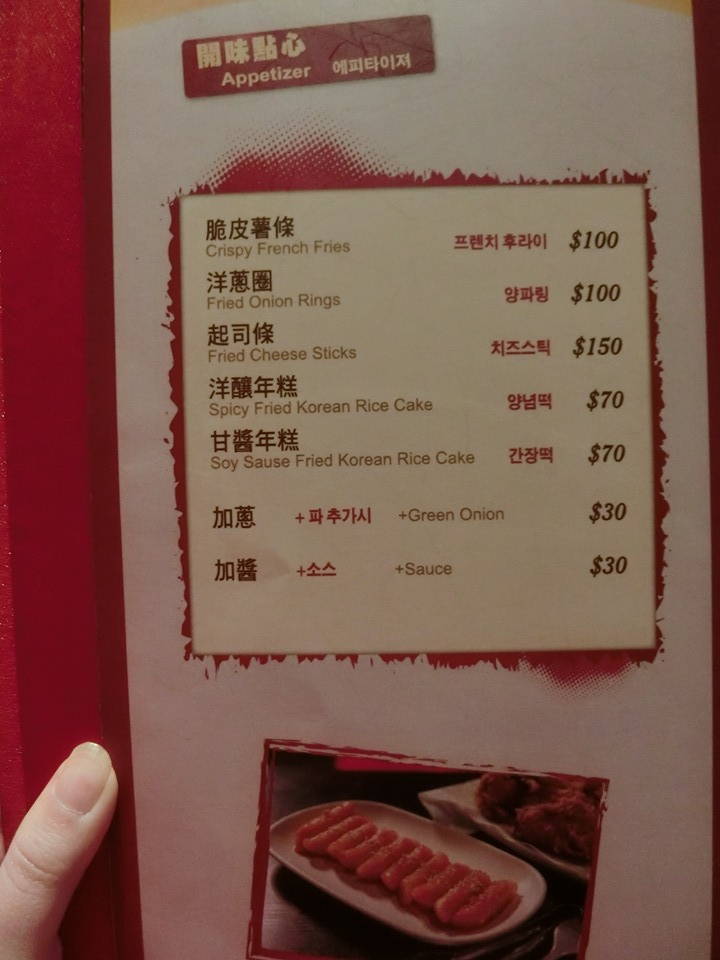 開味點心
Appetizer 에피타이져
脆皮薯條
Crispy French Fries 프렌치 후라이 $100
洋蔥圈
Fried Onion Rings 양파링 $100
起司條
Fried Cheese Sticks 치즈스틱 $150
洋釀年糕
Spicy Fried Korean Rice Cake 양념떡 $70
甘醬年糕
Soy Sause Fried Korean Rice Cake 간장떡 $70
加蔥 +파 추가시 +Green Onion $30
加醬 +소스 +Sauce $30